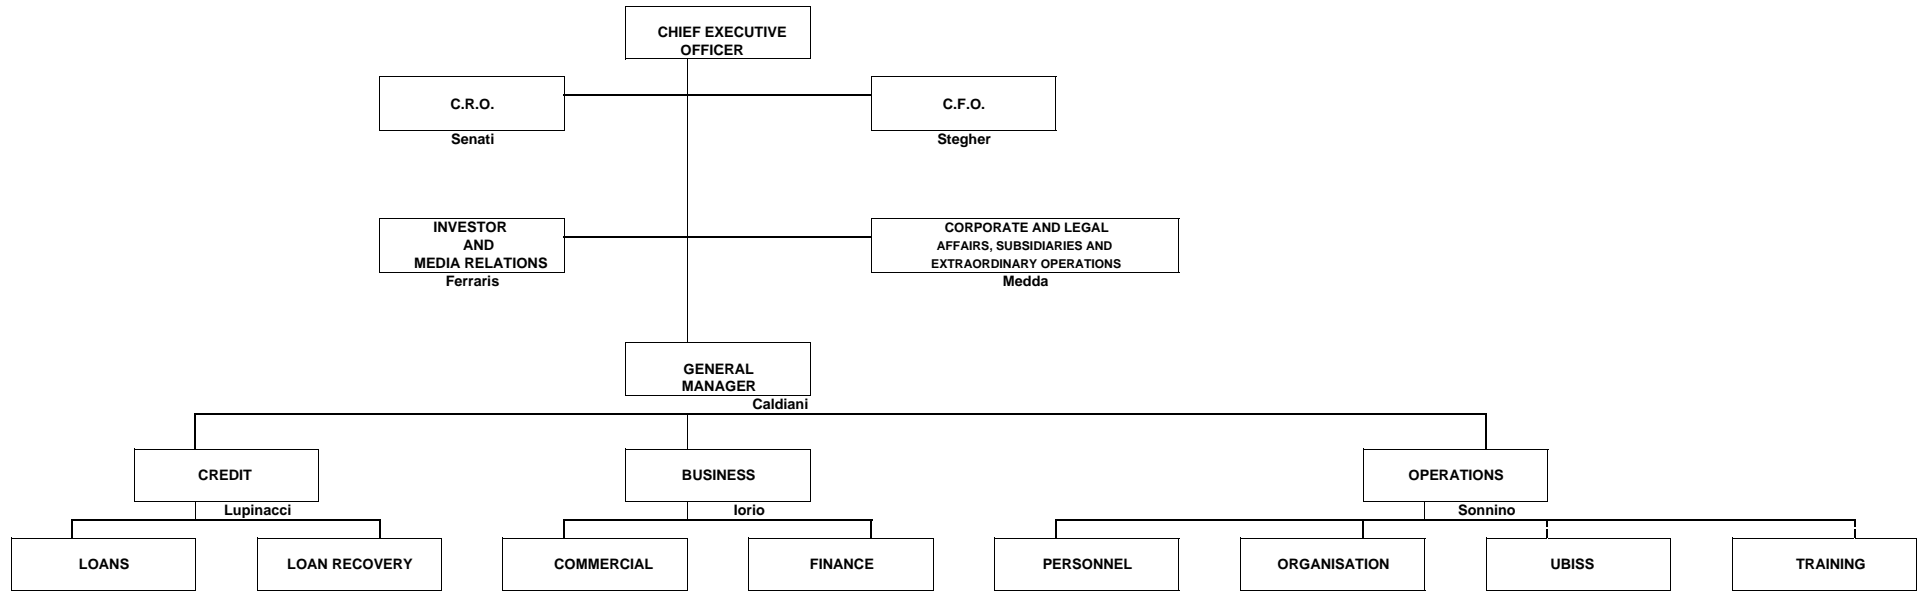 CHIEF EXECUTIVE
OFFICER
C.R.O.
C.F.O.
Senati
Stegher
INVESTOR
AND
MEDIA RELATIONS
CORPORATE AND LEGAL
AFFAIRS, SUBSIDIARIES AND
EXTRAORDINARY OPERATIONS
Ferraris
Medda
GENERAL
MANAGER
Caldiani
CREDIT
BUSINESS
OPERATIONS
Lupinacci
Iorio
Sonnino
LOANS
LOAN RECOVERY
COMMERCIAL
FINANCE
PERSONNEL
ORGANISATION
UBISS
TRAINING